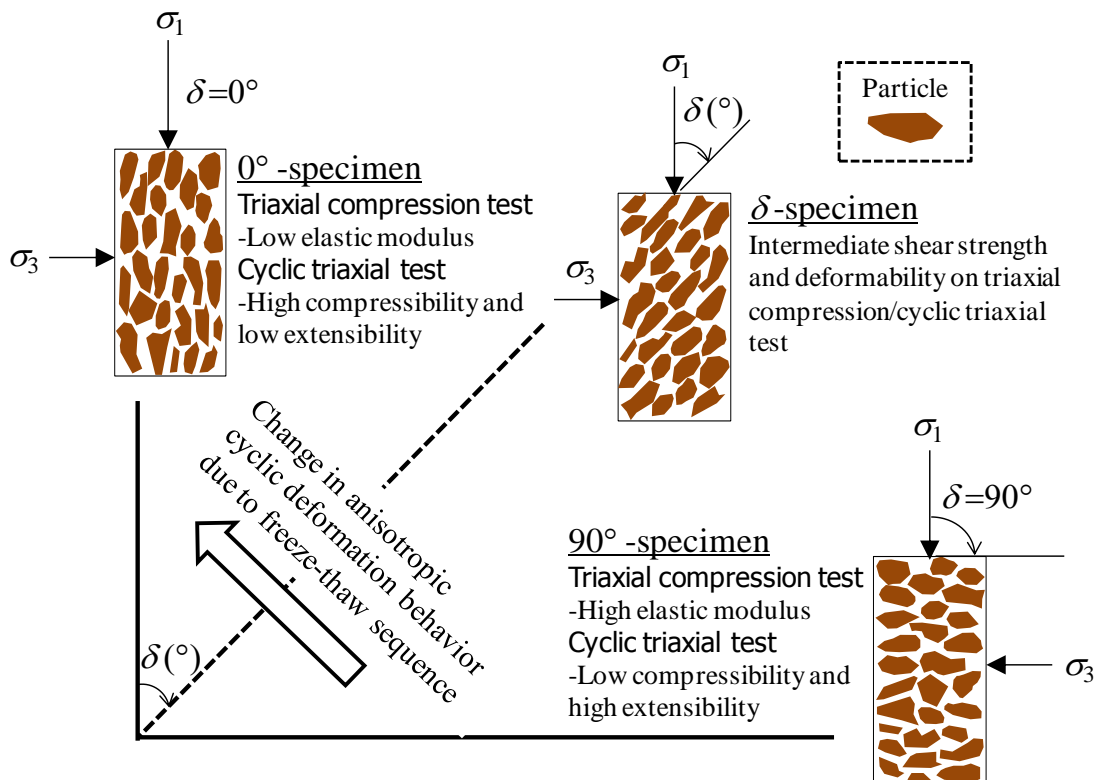 σ1
δ=0°
0° -specimen
Triaxial compression test
-Low elastic modulus
Cyclic triaxial test
-High compressibility and
low extensibility
σ3
σ1
δ(°)
σ3
Particle
δ-specimen
Intermediate shear strength
and deformability on triaxial
compression/cyclic triaxial
test
Change in anisotropic
cyclic deformation behavior
due to freeze-thaw sequence
δ(°)
σ1
δ=90°
90° -specimen
Triaxial compression test
-High elastic modulus
Cyclic triaxial test
-Low compressibility and
high extensibility
σ3